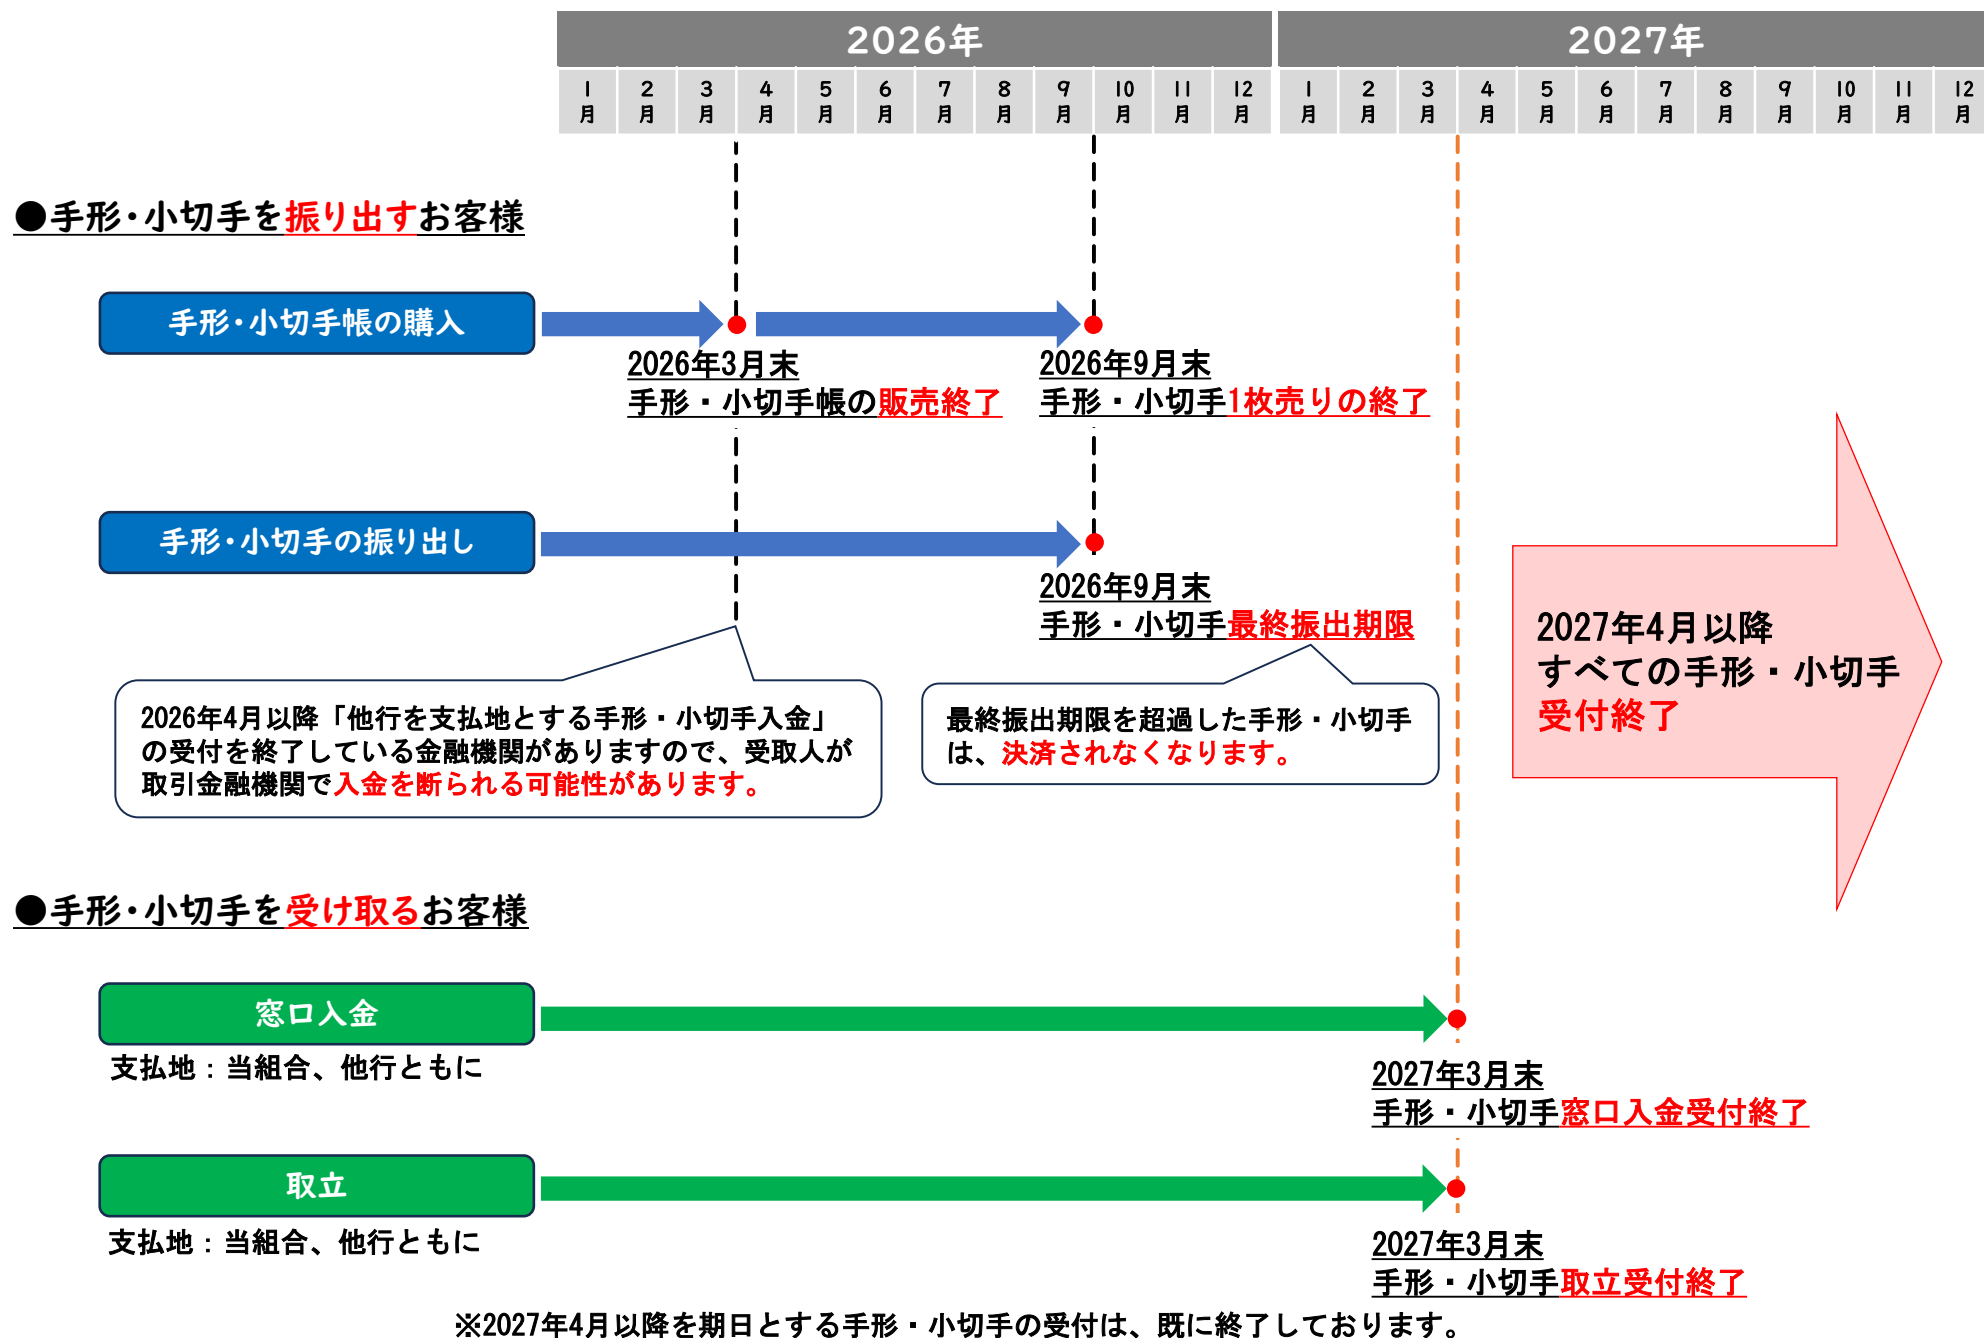 2026年 2027年
1月 2月 3月 4月 5月 6月 7月 8月 9月 10月 11月 12月 1月 2月 3月 4月 5月 6月 7月 8月 9月 10月 11月 12月
●手形・小切手を振り出すお客様
手形・小切手帳の購入
2026年3月末
手形・小切手帳の販売終了
2026年9月末
手形・小切手1枚売りの終了
手形・小切手の振り出し
2026年9月末
手形・小切手最終振出期限
2026年4月以降「他行を支払地とする手形・小切手入金」
の受付を終了している金融機関がありますので、受取人が
取引金融機関で入金を断られる可能性があります。
最終振出期限を超過した手形・小切手
は、決済されなくなります。
2027年4月以降
すべての手形・小切手
受付終了
●手形・小切手を受け取るお客様
窓口入金
支払地：当組合、他行ともに
2027年3月末
手形・小切手窓口入金受付終了
取立
支払地：当組合、他行ともに
2027年3月末
手形・小切手取立受付終了
※2027年4月以降を期日とする手形・小切手の受付は、既に終了しております。